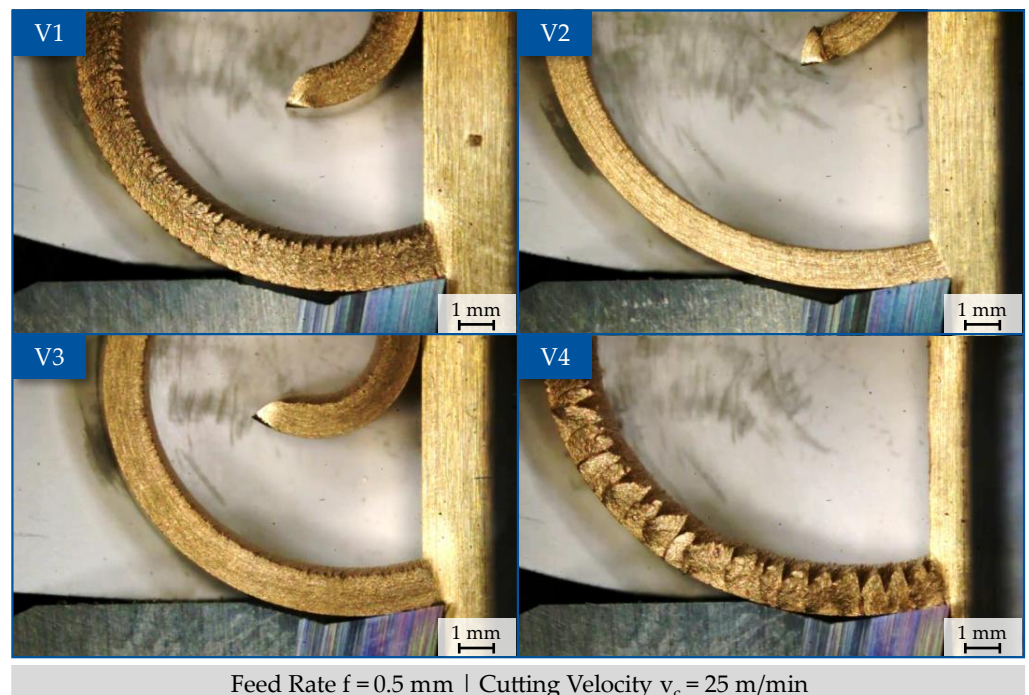 V1
V2
1 mm
1 mm
V3
V4
1 mm
1 mm
Feed Rate f = 0.5 mm | Cutting Velocity v_c = 25 m/min